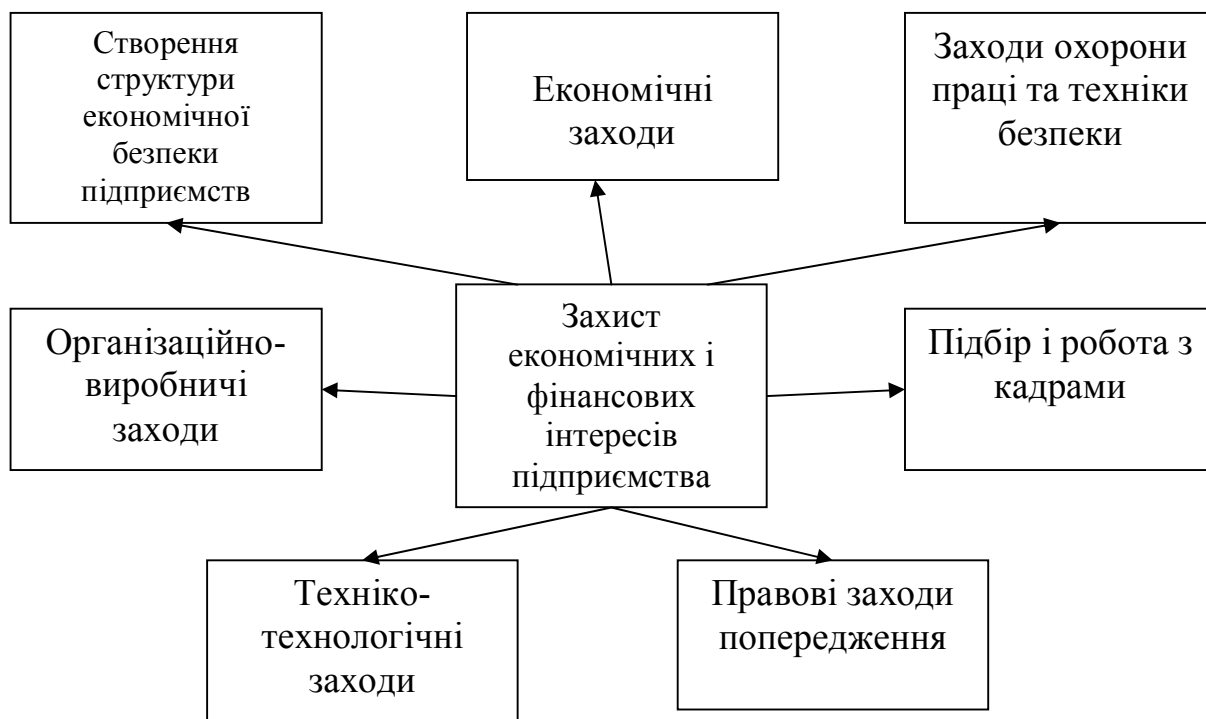 Створення
структури
економічної
безпеки
підприємств
Економічні
заходи
Заходи охорони
праці та техніки
безпеки
Організаційно-
виробничі
заходи
Захист
економічних і
фінансових
інтересів
підприємства
Підбір і робота з
кадрами
Техніко-
технологічні
заходи
Правові заходи
попередження